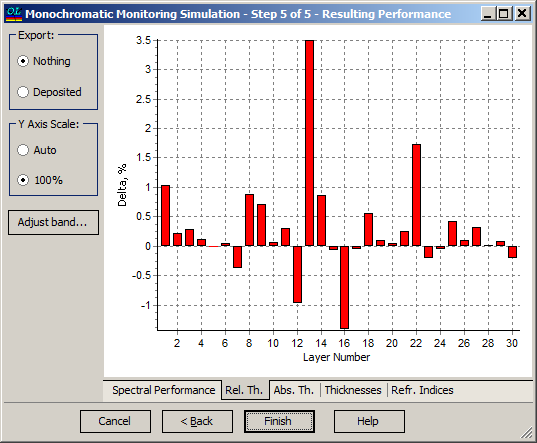 OL Monochromatic Monitoring Simulation - Step 5 of 5 - Resulting Performance
Export:
Nothing
Deposited
Y Axis Scale:
Auto
100%
Adjust band...
Delta, %
3.5
3
2.5
2
1.5
1
0.5
0
-0.5
-1
2 4 6 8 10 12 14 16 18 20 22 24 26 28 30
Layer Number
Spectral Performance Rel. Th. Abs. Th. Thicknesses Refr. Indices
Cancel < Back Finish Help